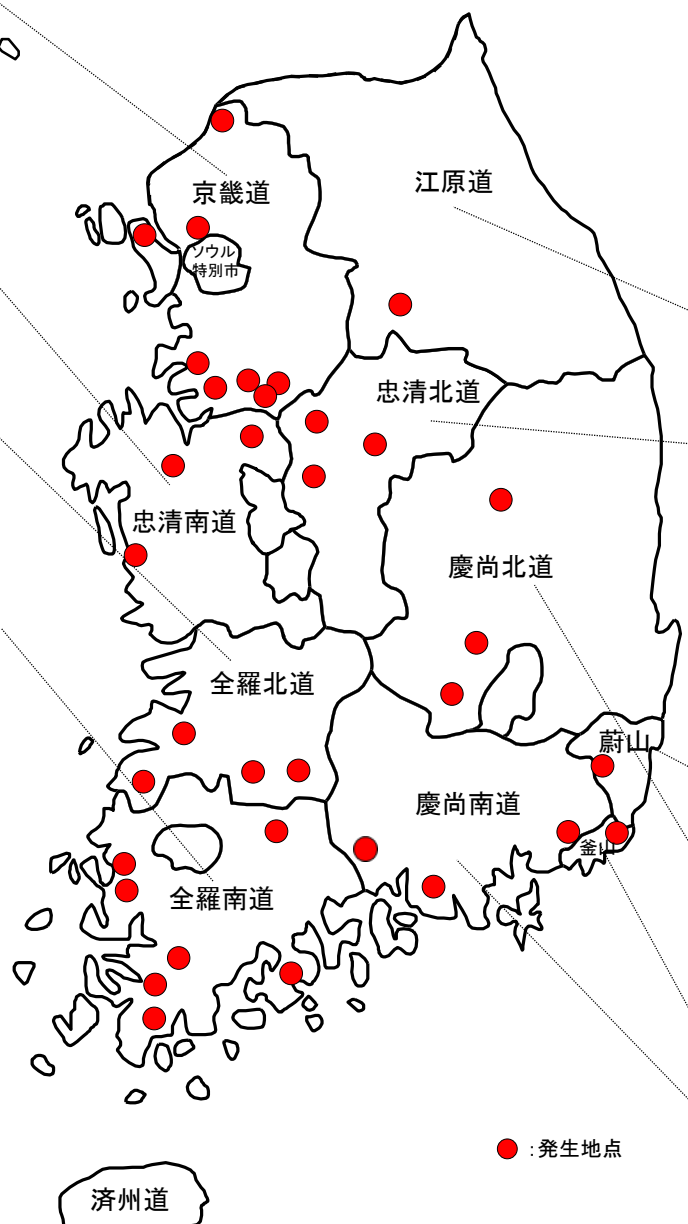 江原道
京畿道
ソウル
特別市
忠清北道
忠清南道
慶尚北道
全羅北道
蔚山
慶尚南道
釜山
全羅南道
:発生地点
済州道